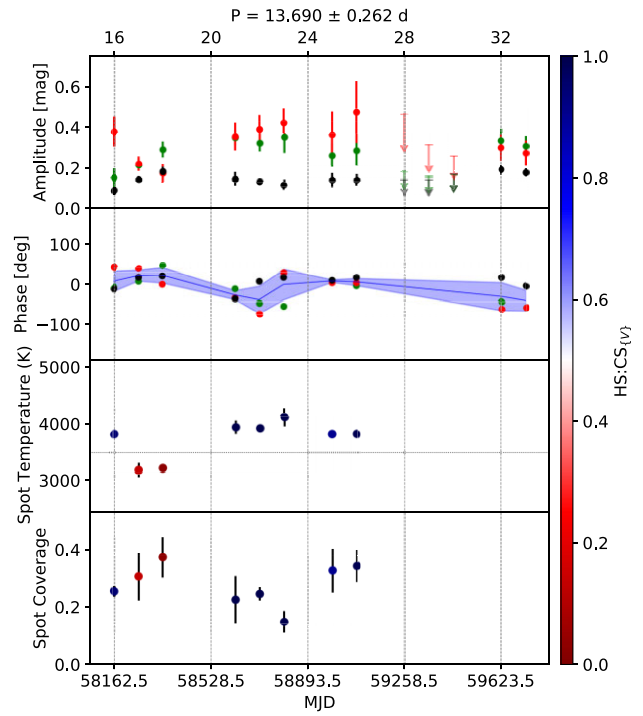 P = 13.690 ± 0.262 d
16 20 24 28 32
Amplitude [mag]
0.6
0.4
0.2
0.0
Phase [deg]
100
0
−100
Spot Temperature (K)
5000
4000
3000
Spot Coverage
0.4
0.2
0.0
58162.5 58528.5 58893.5 59258.5 59623.5
MJD
1.0
0.8
0.6
0.4
0.2
0.0
HS:CS{V}